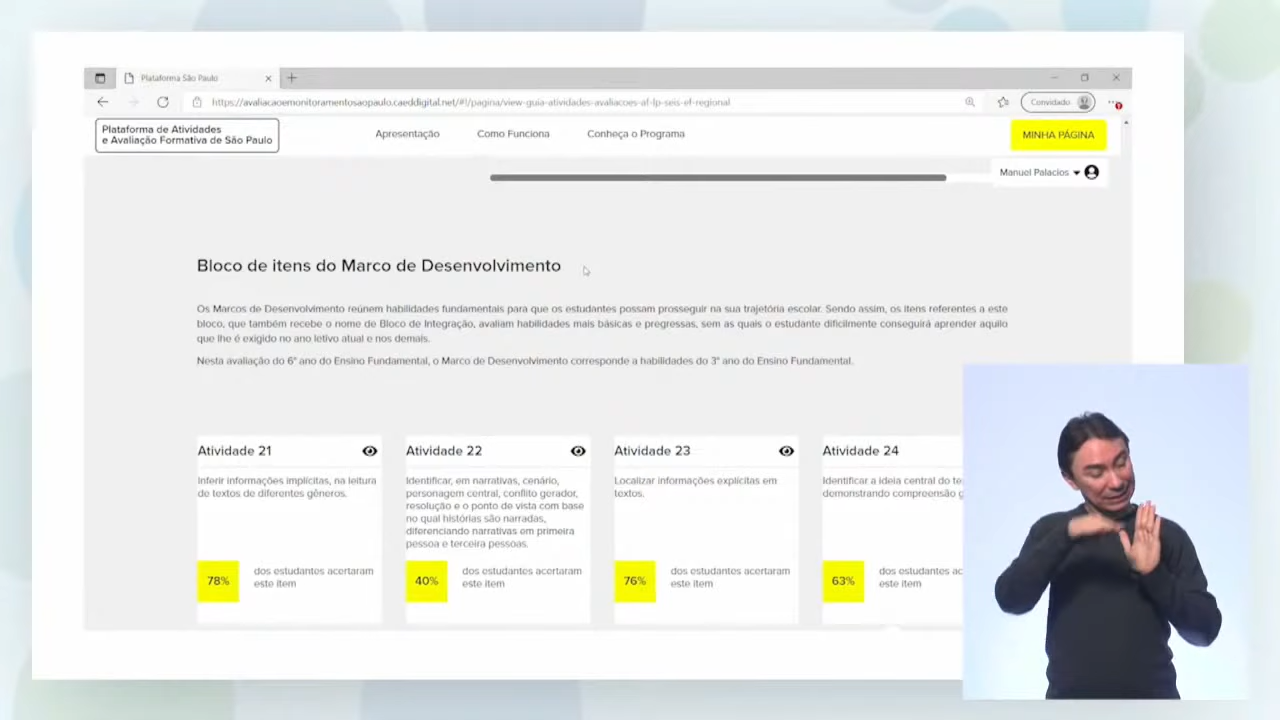 Plataforma São Paulo
https://avaliacaoemonitoramentosaopaulo.caeddigital.net/#!/pagina/view-guia-atividades-avaliacoes-af-lp-seis-ef-regional
Convidado
Plataforma de Atividades
e Avaliação Formativa de São Paulo
Apresentação
Como Funciona
Conheça o Programa
MINHA PÁGINA
Manuel Palacios
Bloco de itens do Marco de Desenvolvimento
Os Marcos de Desenvolvimento reúnem habilidades fundamentais para que os estudantes possam prosseguir na sua trajetória escolar. Sendo assim, os itens referentes a este
bloco, que também recebe o nome de Bloco de Integração, avaliam habilidades mais básicas e pregressas, sem as quais o estudante dificilmente conseguirá aprender aquilo
que lhe é exigido no ano letivo atual e nos demais.
Nesta avaliação do 6° ano do Ensino Fundamental, o Marco de Desenvolvimento corresponde a habilidades do 3° ano do Ensino Fundamental.
Atividade 21
Inferir informações implícitas, na leitura
de textos de diferentes gêneros.
78%
dos estudantes acertaram
este item
Atividade 22
Identificar, em narrativas, cenário,
personagem central, conflito gerador,
resolução e o ponto de vista com base
no qual histórias são narradas,
diferenciando narrativas em primeira
pessoa e terceira pessoas.
40%
dos estudantes acertaram
este item
Atividade 23
Localizar informações explícitas em
textos.
76%
dos estudantes acertaram
este item
Atividade 24
Identificar a ideia central do te
demonstrando compreensão g
63%
dos estudantes ac
este item